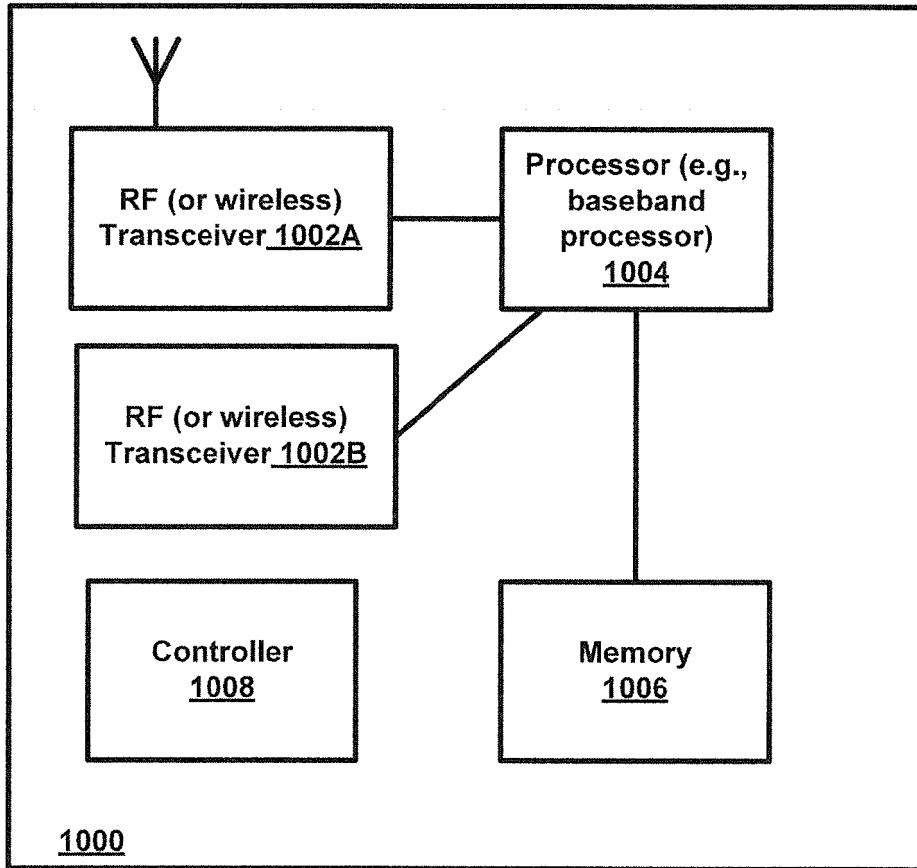 RF (or wireless)
Transceiver 1002A
Processor (e.g.,
baseband
processor)
1004
RF (or wireless)
Transceiver 1002B
Controller
1008
Memory
1006
1000